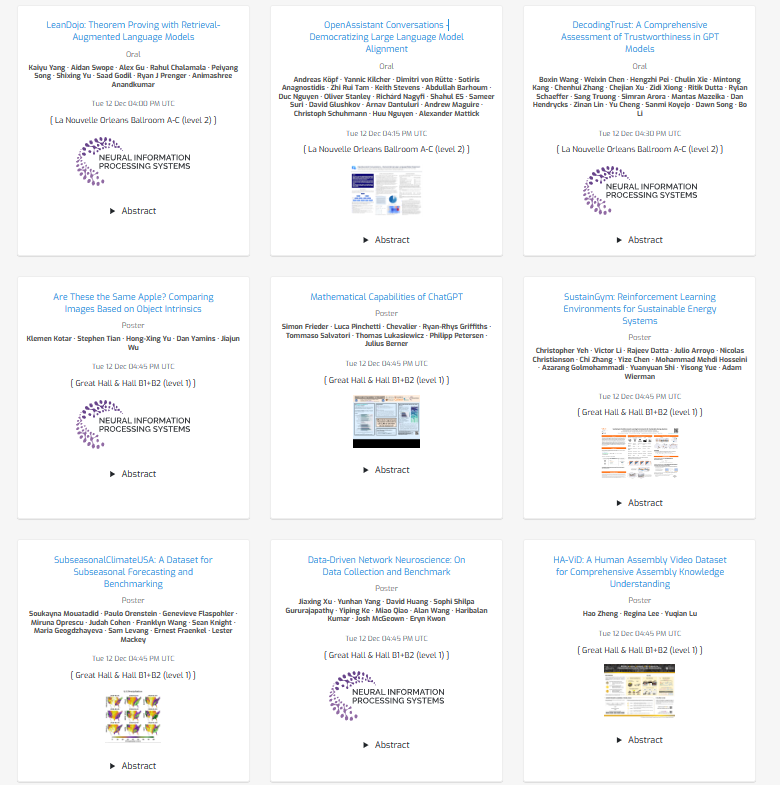 LeanDojo: Theorem Proving with Retrieval-
Augmented Language Models
Oral
Kaiyu Yang · Aidan Swope · Alex Gu · Rahul Chalamala · Peiyang
Song · Shixing Yu · Saad Godil · Ryan J Prenger · Animashree
Anandkumar
Tue 12 Dec 04:00 PM UTC
[ La Nouvelle Orleans Ballroom A-C (level 2) ]
NEURAL INFORMATION
PROCESSING SYSTEMS
▶ Abstract
OpenAssistant Conversations -
Democratizing Large Language Model
Alignment
Oral
Andreas Köpf · Yannic Kilcher · Dimitri von Rütte · Sotiris
Anagnostidis · Zhi Rui Tam · Keith Stevens · Abdullah Barhoum ·
Duc Nguyen · Oliver Stanley · Richárd Nagyfi · Shahul ES · Sameer
Suri · David Glushkov · Arnav Dantuluri · Andrew Maguire ·
Christoph Schuhmann · Huu Nguyen · Alexander Mattick
Tue 12 Dec 04:15 PM UTC
[ La Nouvelle Orleans Ballroom A-C (level 2) ]
▶ Abstract
DecodingTrust: A Comprehensive
Assessment of Trustworthiness in GPT
Models
Oral
Boxin Wang · Weixin Chen · Hengzhi Pei · Chulin Xie · Mintong
Kang · Chenhui Zhang · Chejian Xu · Zidi Xiong · Ritik Dutta · Rylan
Schaeffer · Sang Truong · Simran Arora · Mantas Mazeika · Dan
Hendrycks · Zinan Lin · Yu Cheng · Sanmi Koyejo · Dawn Song · Bo
Li
Tue 12 Dec 04:30 PM UTC
[ La Nouvelle Orleans Ballroom A-C (level 2) ]
NEURAL INFORMATION
PROCESSING SYSTEMS
▶ Abstract
Are These the Same Apple? Comparing
Images Based on Object Intrinsics
Poster
Klemen Kotar · Stephen Tian · Hong-Xing Yu · Dan Yamins · Jiajun
Wu
Tue 12 Dec 04:45 PM UTC
[ Great Hall & Hall B1+B2 (level 1) ]
NEURAL INFORMATION
PROCESSING SYSTEMS
▶ Abstract
Mathematical Capabilities of ChatGPT
Poster
Simon Frieder · Luca Pinchetti · Chevalier · Ryan-Rhys Griffiths ·
Tommaso Salvatori · Thomas Lukasiewicz · Philipp Petersen ·
Julius Berner
Tue 12 Dec 04:45 PM UTC
[ Great Hall & Hall B1+B2 (level 1) ]
▶ Abstract
SustainGym: Reinforcement Learning
Environments for Sustainable Energy
Systems
Poster
Christopher Yeh · Victor Li · Rajeev Datta · Julio Arroyo · Nicolas
Christianson · Chi Zhang · Yize Chen · Mohammad Mehdi Hosseini
· Azarang Golmohammadi · Yuanyuan Shi · Yisong Yue · Adam
Wierman
Tue 12 Dec 04:45 PM UTC
[ Great Hall & Hall B1+B2 (level 1) ]
▶ Abstract
SubseasonalClimateUSA: A Dataset for
Subseasonal Forecasting and
Benchmarking
Poster
Soukayna Mouatadid · Paulo Orenstein · Genevieve Flaspohler ·
Miruna Oprescu · Judah Cohen · Franklyn Wang · Sean Knight ·
Maria Geogdzhayeva · Sam Levang · Ernest Fraenkel · Lester
Mackey
Tue 12 Dec 04:45 PM UTC
[ Great Hall & Hall B1+B2 (level 1) ]
▶ Abstract
Data-Driven Network Neuroscience: On
Data Collection and Benchmark
Poster
Jiaxing Xu · Yunhan Yang · David Huang · Sophi Shilpa
Gururajapathy · Yiping Ke · Miao Qiao · Alan Wang · Haribalan
Kumar · Josh McGeown · Eryn Kwon
Tue 12 Dec 04:45 PM UTC
[ Great Hall & Hall B1+B2 (level 1) ]
NEURAL INFORMATION
PROCESSING SYSTEMS
▶ Abstract
HA-ViD: A Human Assembly Video Dataset
for Comprehensive Assembly Knowledge
Understanding
Poster
Hao Zheng · Regina Lee · Yuqian Lu
Tue 12 Dec 04:45 PM UTC
[ Great Hall & Hall B1+B2 (level 1) ]
▶ Abstract